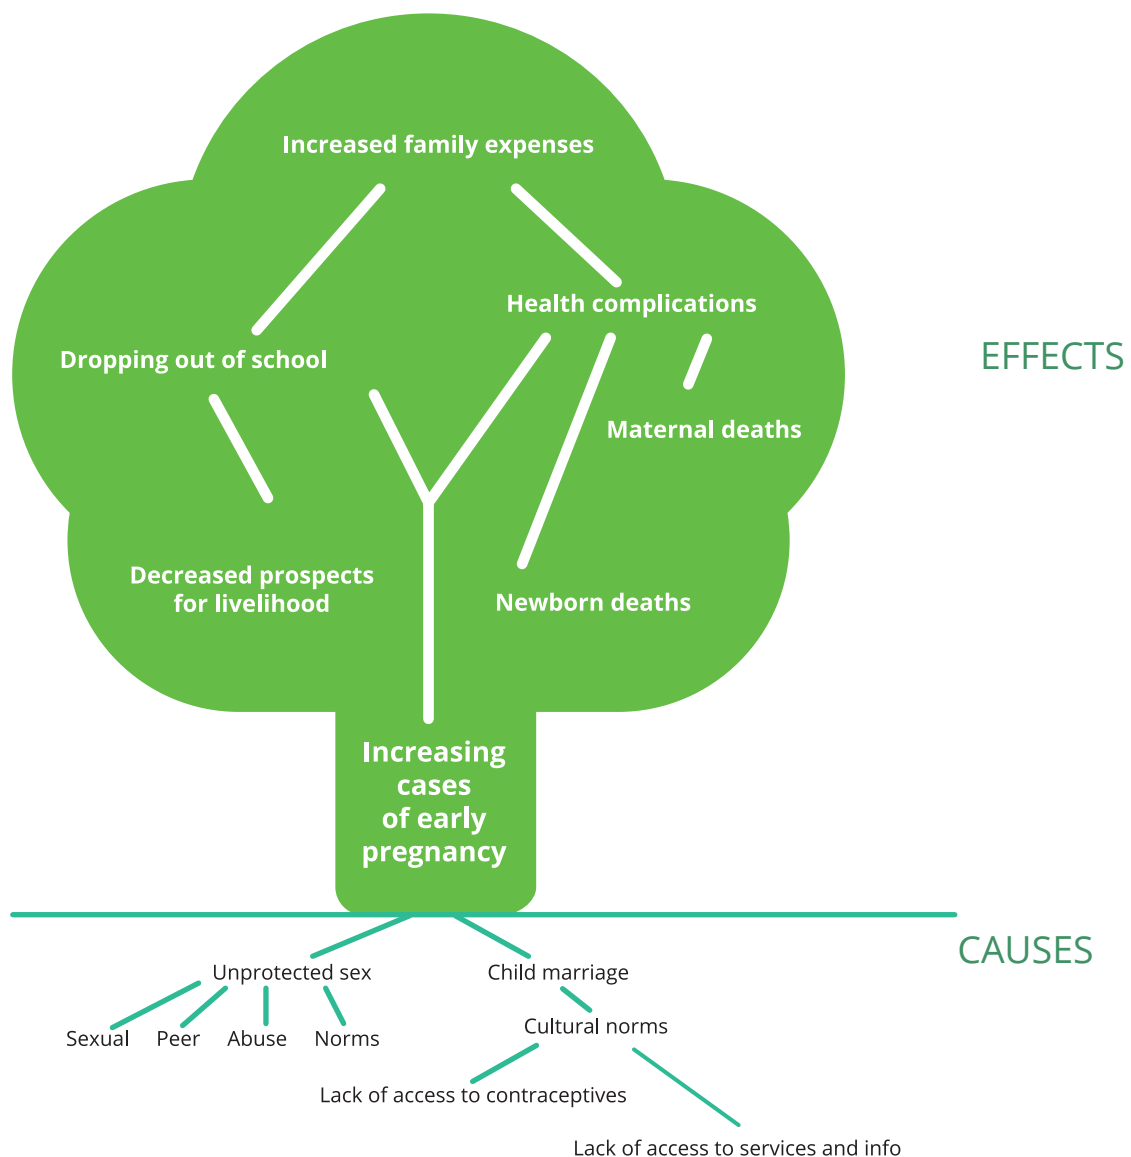 Increased family expenses
Health complications
EFFECTS
Dropping out of school
Maternal deaths
Decreased prospects
for livelihood
Newborn deaths
Increasing
cases
of early
pregnancy
CAUSES
Unprotected sex
Child marriage
Sexual
Peer
Abuse
Norms
Cultural norms
Lack of access to contraceptives
Lack of access to services and info